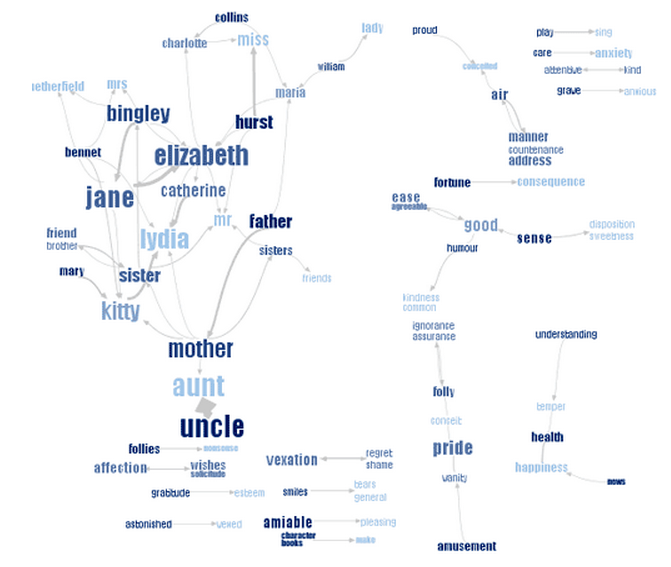 collins
charlotte
miss
lady
william
maria
netherfield
mrs
bingley
hurst
bennet
elizabeth
jane
catherine
lydia
mr
father
friend
brother
sisters
mary
sister
friends
kitty
mother
aunt
uncle
follies
nonsense
affection
wishes
solicitude
vexation
regret
shame
gratitude
esteem
smiles
tears
general
astonished
vexed
amiable
pleasing
character
books
make
proud
conceited
air
manner
countenance
address
play
sing
care
anxiety
attentive
kind
grave
anxious
fortune
consequence
ease
agreeable
good
sense
disposition
sweetness
humour
kindness
common
ignorance
assurance
folly
conceit
pride
vanity
amusement
understanding
temper
health
happiness
news